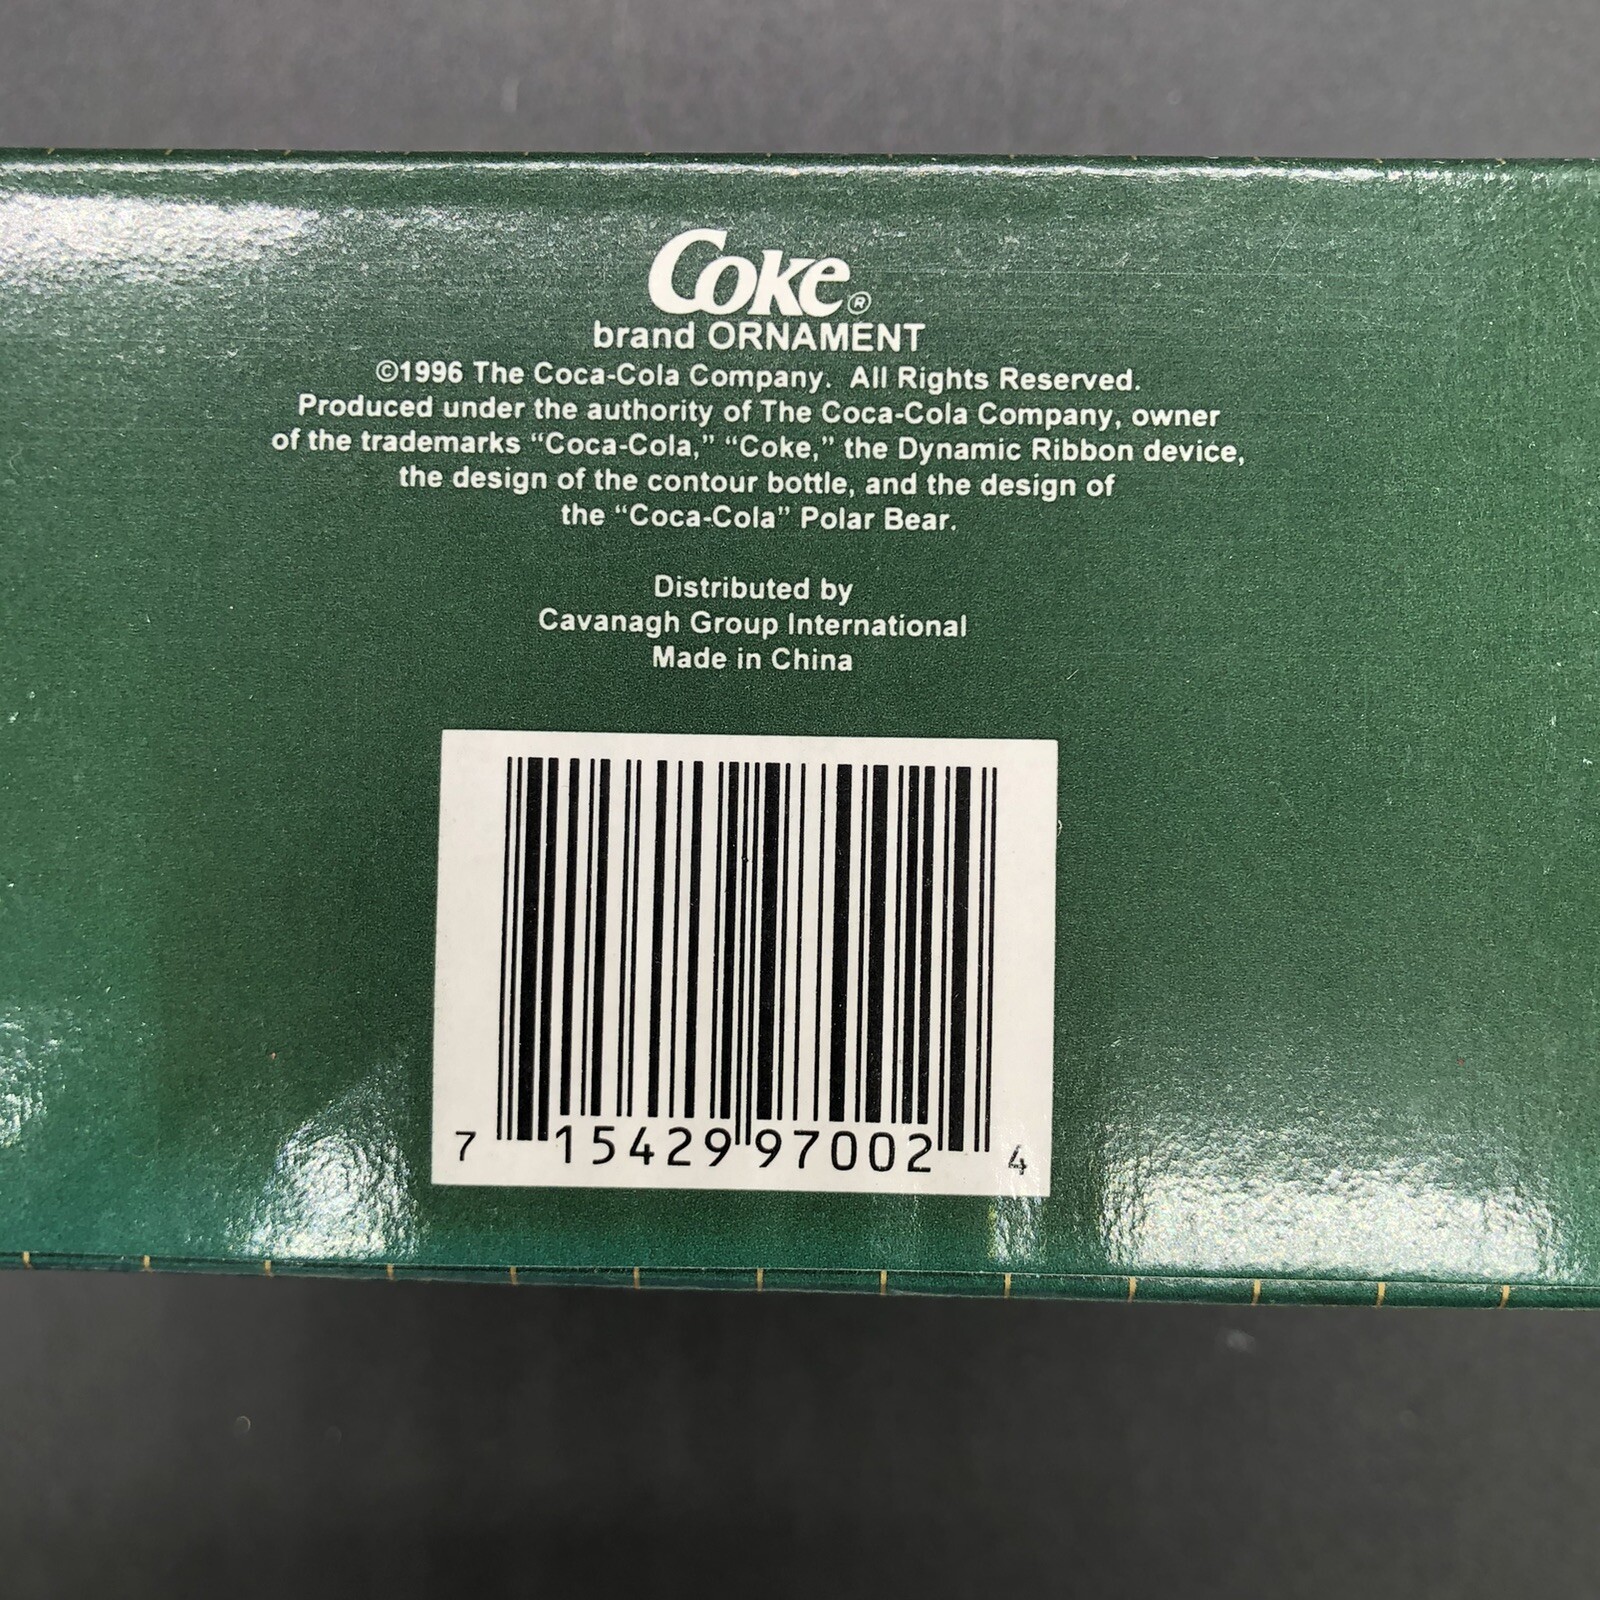 Coke®
brand ORNAMENT
©1996 The Coca-Cola Company. All Rights Reserved.
Produced under the authority of The Coca-Cola Company, owner
of the trademarks “Coca-Cola,” “Coke,” the Dynamic Ribbon device,
the design of the contour bottle, and the design of
the “Coca-Cola” Polar Bear.
Distributed by
Cavanagh Group International
Made in China
7 15429 97002 4